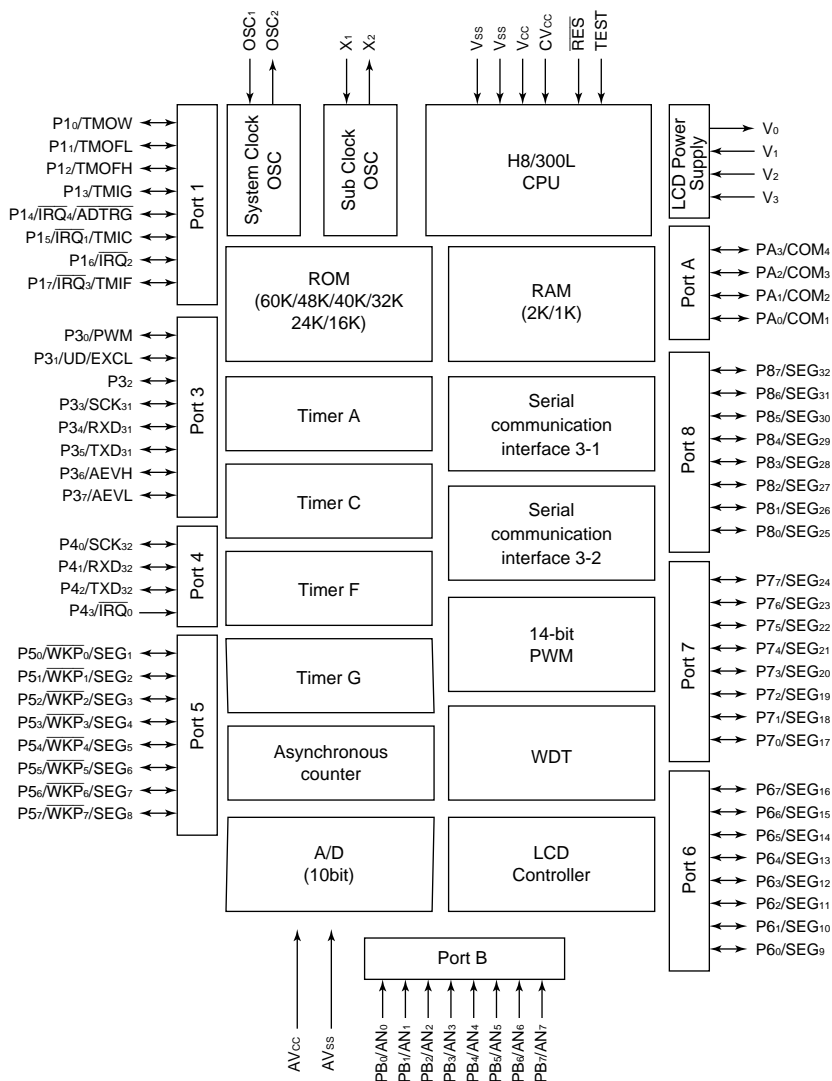 OSC1
OSC2
X1
X2
Vss
Vss
Vcc
CVcc
RES
TEST
P10/TMOW
P11/TMOFL
P12/TMOFH
P13/TMIG
P14/IRQ4/ADTRG
P15/IRQ1/TMIC
P16/IRQ2
P17/IRQ3/TMIF
Port 1
System Clock
OSC
Sub Clock
OSC
H8/300L
CPU
LCD Power
Supply
V0
V1
V2
V3
ROM
(60K/48K/40K/32K
24K/16K)
RAM
(2K/1K)
Port A
PA3/COM4
PA2/COM3
PA1/COM2
PA0/COM1
P30/PWM
P31/UD/EXCL
P32
P33/SCK31
P34/RXD31
P35/TXD31
P36/AEVH
P37/AEVL
Port 3
Timer A
Serial
communication
interface 3-1
Port 8
P87/SEG32
P86/SEG31
P85/SEG30
P84/SEG29
P83/SEG28
P82/SEG27
P81/SEG26
P80/SEG25
Timer C
Serial
communication
interface 3-2
P40/SCK32
P41/RXD32
P42/TXD32
P43/IRQ0
Port 4
Timer F
14-bit
PWM
Port 7
P77/SEG24
P76/SEG23
P75/SEG22
P74/SEG21
P73/SEG20
P72/SEG19
P71/SEG18
P70/SEG17
P50/WKP0/SEG1
P51/WKP1/SEG2
P52/WKP2/SEG3
P53/WKP3/SEG4
P54/WKP4/SEG5
P55/WKP5/SEG6
P56/WKP6/SEG7
P57/WKP7/SEG8
Port 5
Timer G
Asynchronous
counter
WDT
A/D
(10bit)
LCD
Controller
Port 6
P67/SEG16
P66/SEG15
P65/SEG14
P64/SEG13
P63/SEG12
P62/SEG11
P61/SEG10
P60/SEG9
Port B
AVcc
AVss
PB0/AN0
PB1/AN1
PB2/AN2
PB3/AN3
PB4/AN4
PB5/AN5
PB6/AN6
PB7/AN7